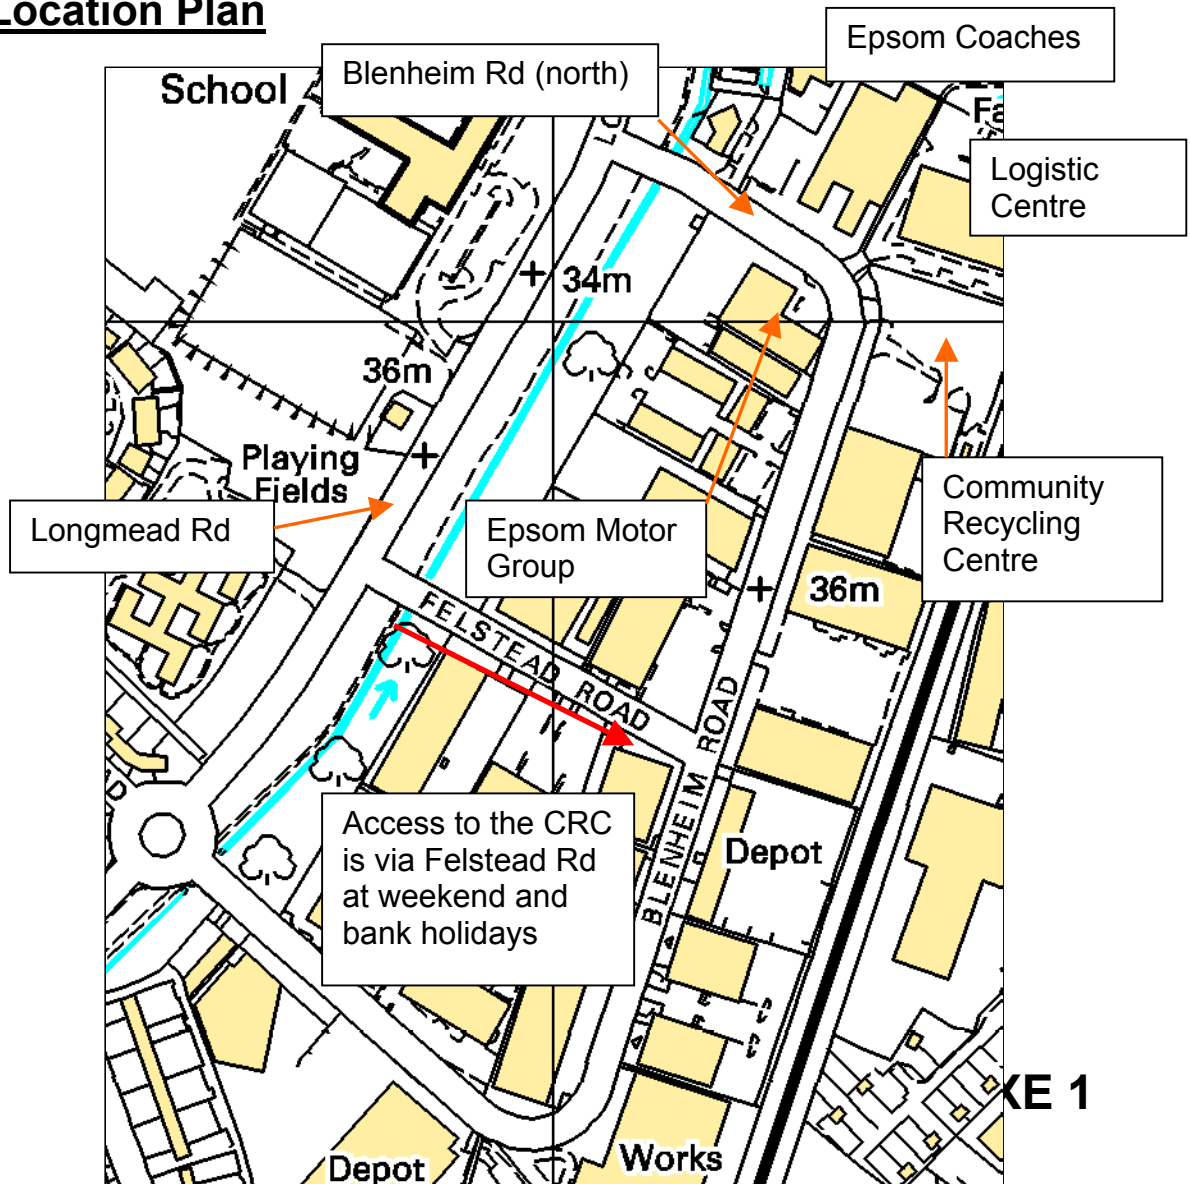 Location Plan
Epsom Coaches
Blenheim Rd (north)
School
Logistic
Centre
34m
36m
Playing
Fields
Longmead Rd
Epsom Motor
Group
Community
Recycling
Centre
36m
FELSTEAD ROAD
BLENHEIM ROAD
Access to the CRC
is via Felstead Rd
at weekend and
bank holidays
Depot
XE 1
Works
Depot